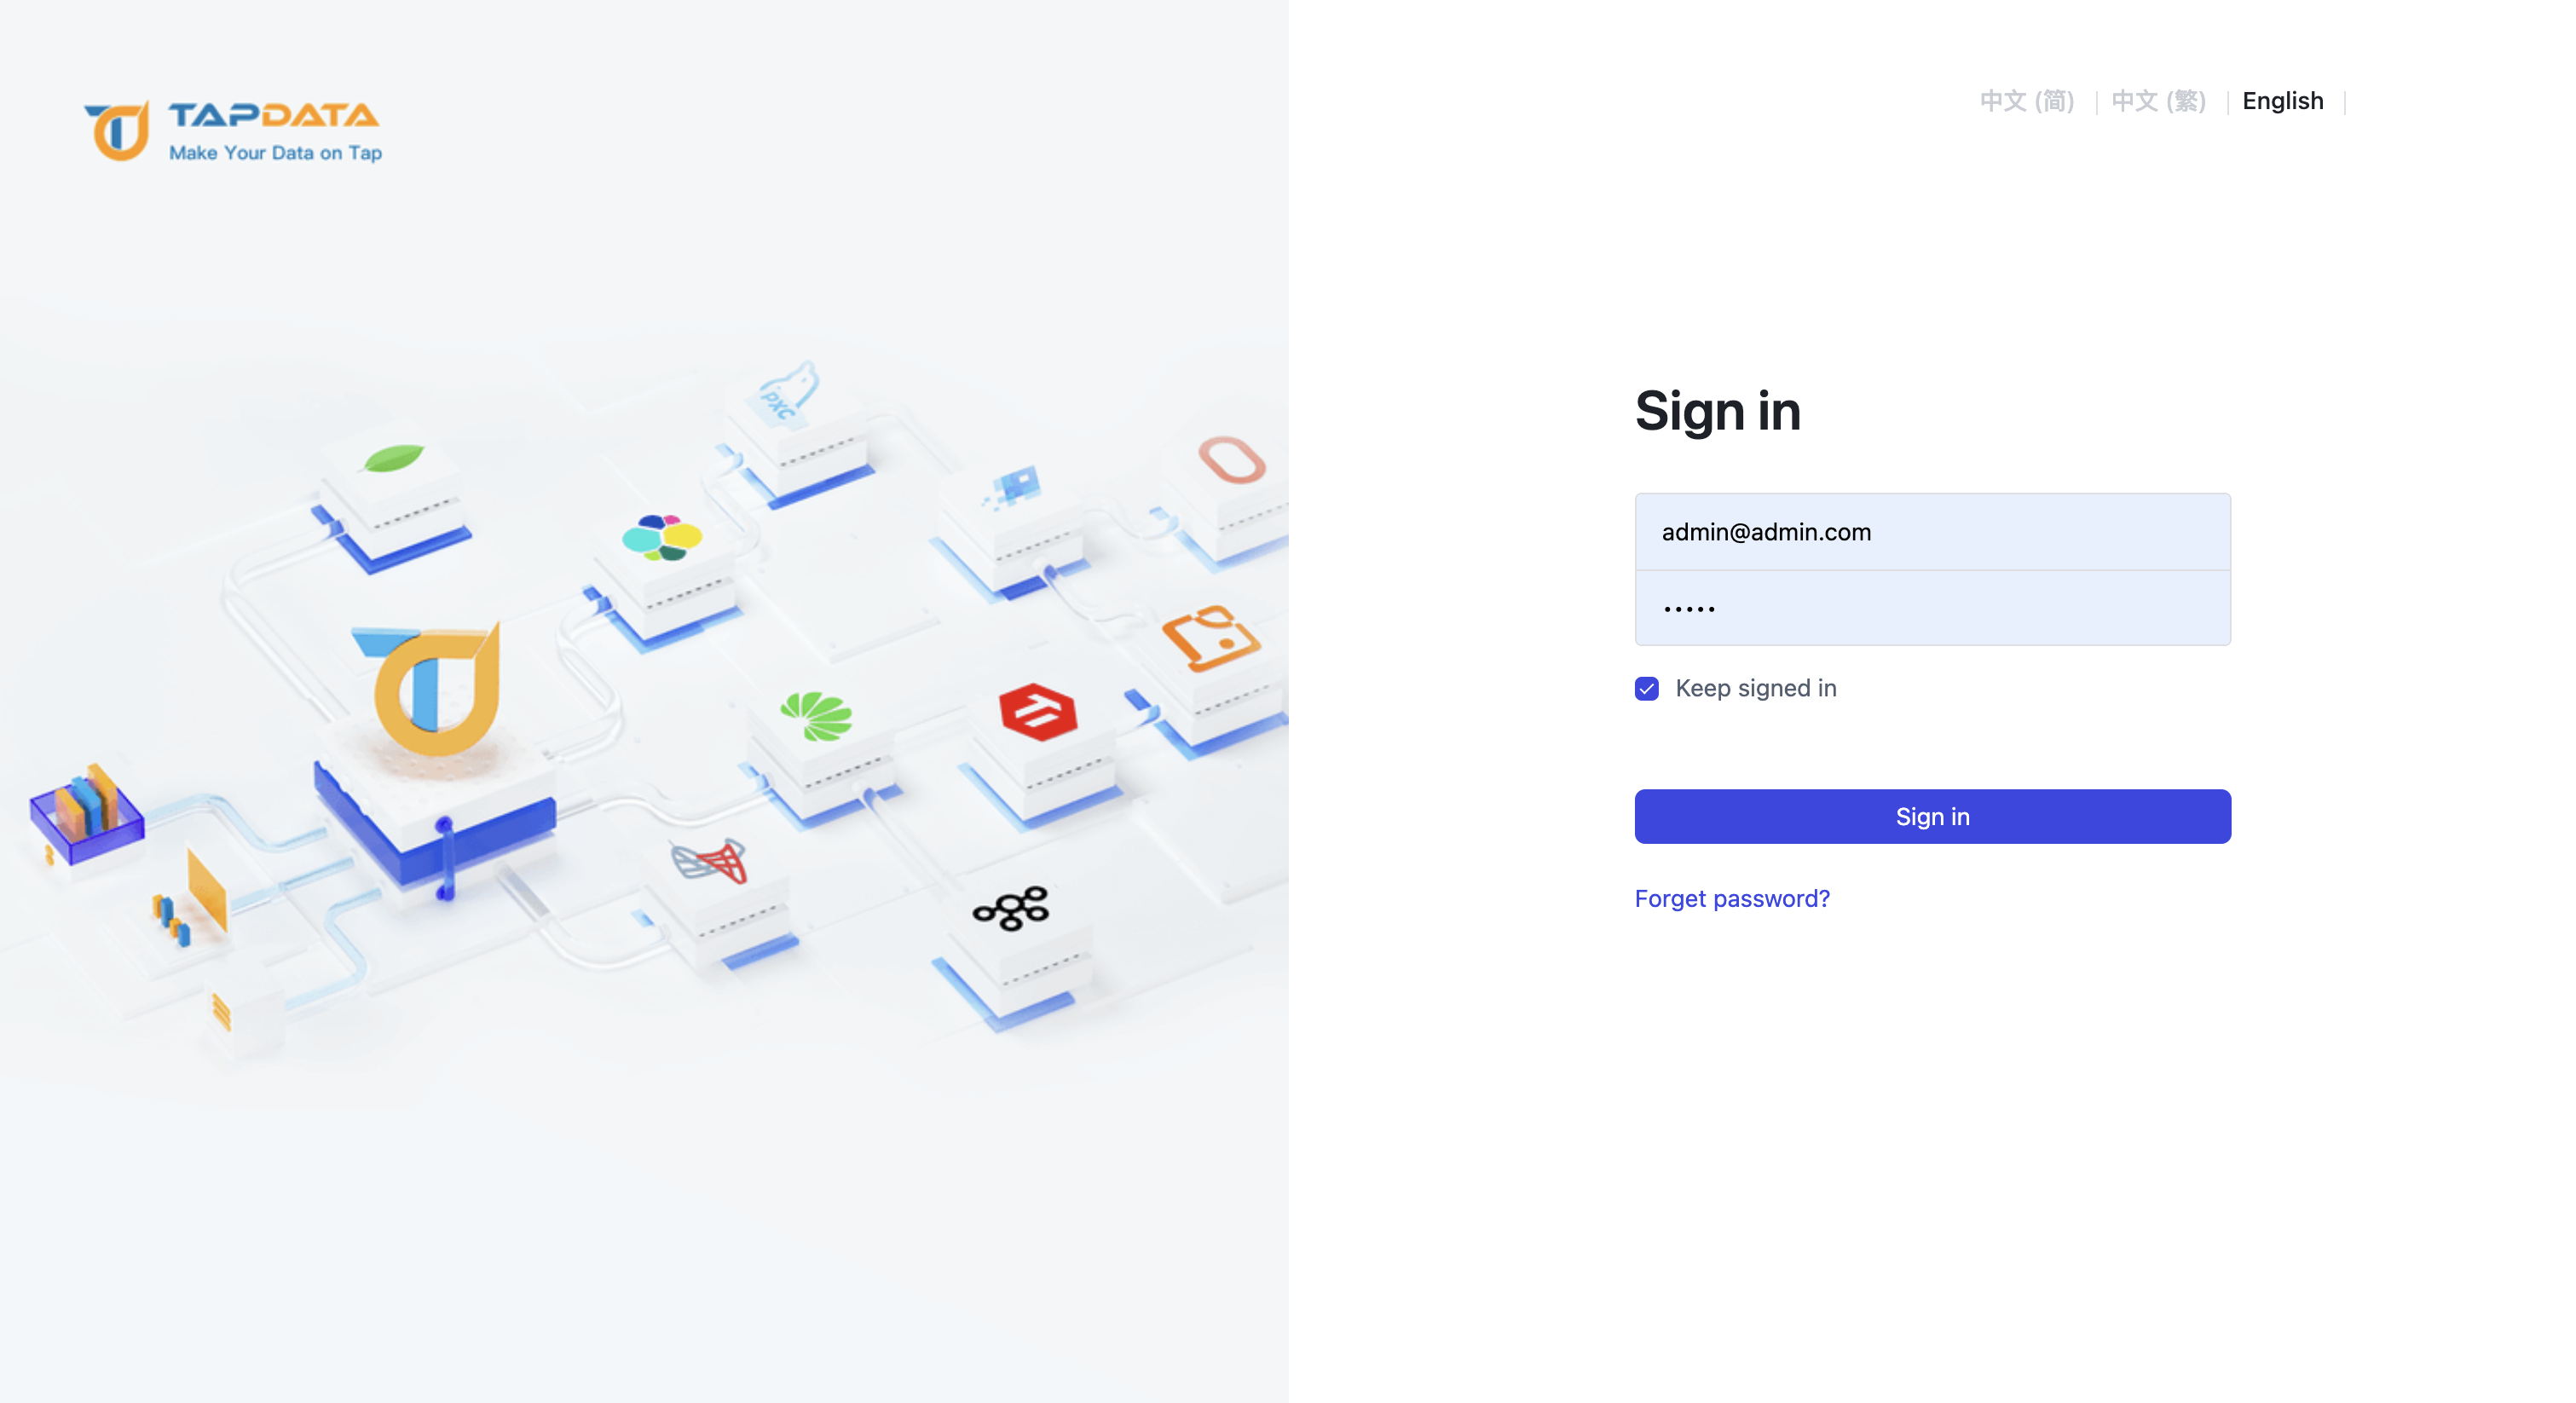 TAPDATA
Make Your Data on Tap
中文 (简) | 中文 (繁) | English |
PXC
Sign in
admin@admin.com
•••••
Keep signed in
Sign in
Forget password?